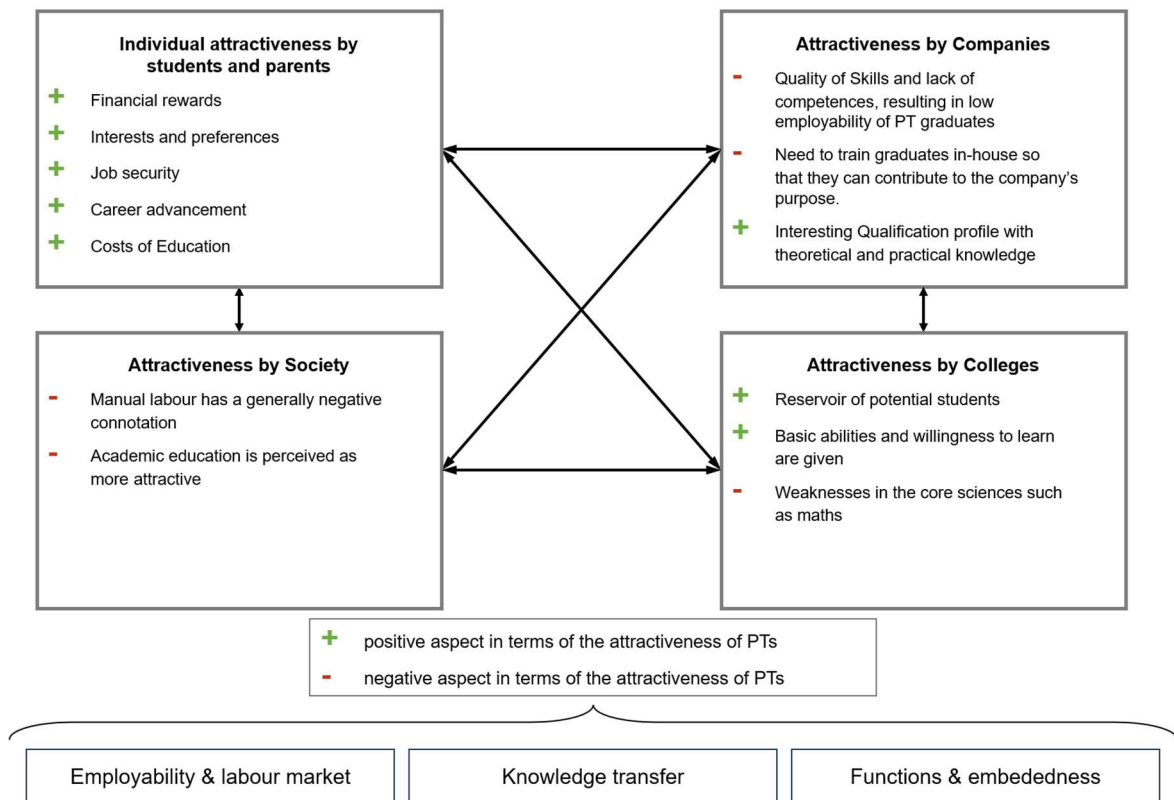 Individual attractiveness by
students and parents
+ Financial rewards
+ Interests and preferences
+ Job security
+ Career advancement
+ Costs of Education
Attractiveness by Companies
- Quality of Skills and lack of
competences, resulting in low
employability of PT graduates
- Need to train graduates in-house so
that they can contribute to the company's
purpose.
+ Interesting Qualification profile with
theoretical and practical knowledge
Attractiveness by Society
- Manual labour has a generally negative
connotation
- Academic education is perceived as
more attractive
Attractiveness by Colleges
+ Reservoir of potential students
+ Basic abilities and willingness to learn
are given
- Weaknesses in the core sciences such
as maths
+ positive aspect in terms of the attractiveness of PTs
- negative aspect in terms of the attractiveness of PTs
Employability & labour market
Knowledge transfer
Functions & embededness